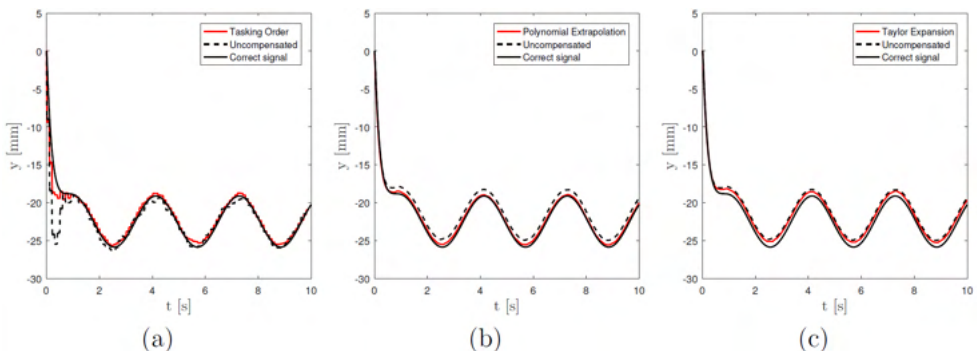 5
0
-5
-10
-15
-20
-25
-30
y [mm]
0 2 4 6 8 10
t [s]
Tasking Order
Uncompensated
Correct signal
(a)
5
0
-5
-10
-15
-20
-25
-30
y [mm]
0 2 4 6 8 10
t [s]
Polynomial Extrapolation
Uncompensated
Correct signal
(b)
5
0
-5
-10
-15
-20
-25
-30
y [mm]
0 2 4 6 8 10
t [s]
Taylor Expansion
Uncompensated
Correct signal
(c)